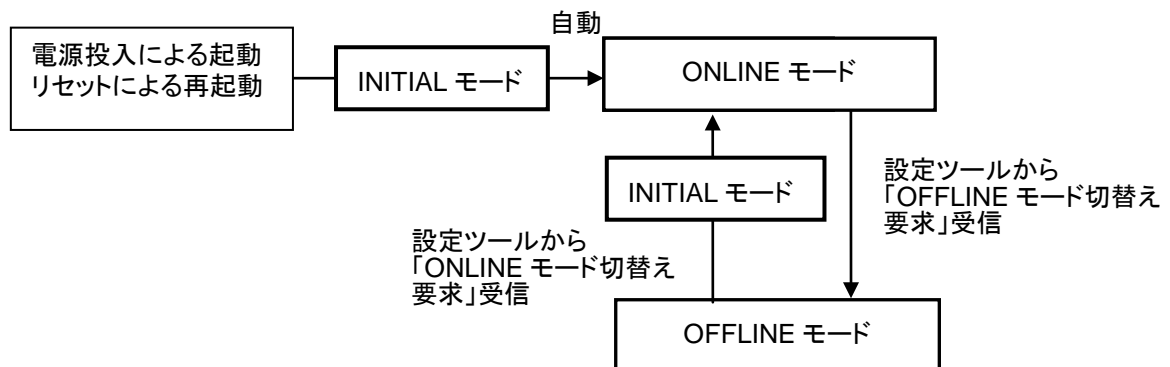 自動
電源投入による起動
リセットによる再起動
INITIAL モード
ONLINE モード
INITIAL モード
設定ツールから
「OFFLINE モード切替え
要求」受信
設定ツールから
「ONLINE モード切替え
要求」受信
OFFLINE モード